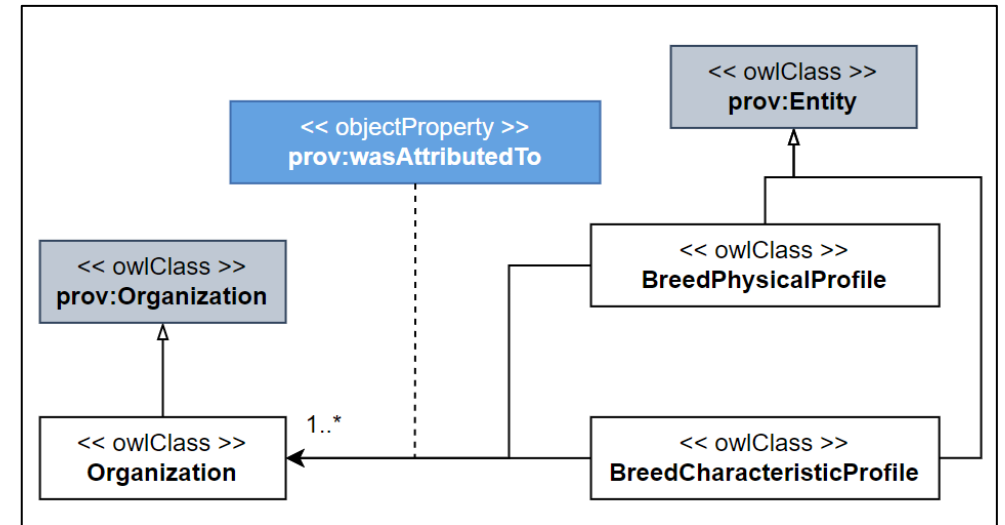 << owlClass >>
prov:Entity
<< objectProperty >>
prov:wasAttributedTo
<< owlClass >>
BreedPhysicalProfile
<< owlClass >>
prov:Organization
1..*
<< owlClass >>
Organization
<< owlClass >>
BreedCharacteristicProfile